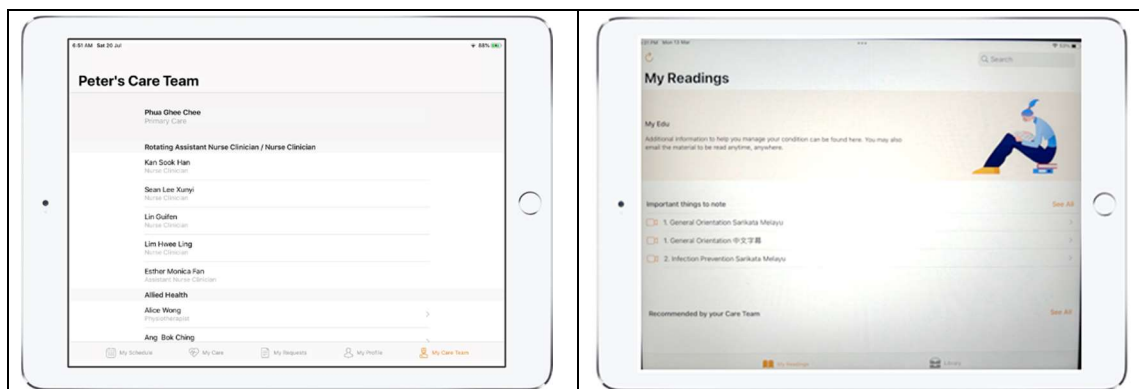 6:51 AM Sat 20 Jul
88%
Peter's Care Team
Phua Ghee Chee
Primary Care
Rotating Assistant Nurse Clinician / Nurse Clinician
Kan Sook Han
Nurse Clinician
Sean Lee Xunyi
Nurse Clinician
Lin Guifen
Nurse Clinician
Lim Hwee Ling
Nurse Clinician
Esther Monica Fan
Assistant Nurse Clinician
Allied Health
Alice Wong
Physiotherapist
Ang Bok Ching
My Schedule
My Care
My Requests
My Profile
My Care Team
Mon 13 Mar
Search
My Readings
My Edu
Additional information to help you manage your condition can be found here. You may also
email the material to be read anytime, anywhere.
Important things to note
See All
1. General Orientation Sarikata Melayu
1. General Orientation 中文字幕
2. Infection Prevention Sarikata Melayu
Recommended by your Care Team
See All
My Readings
Library